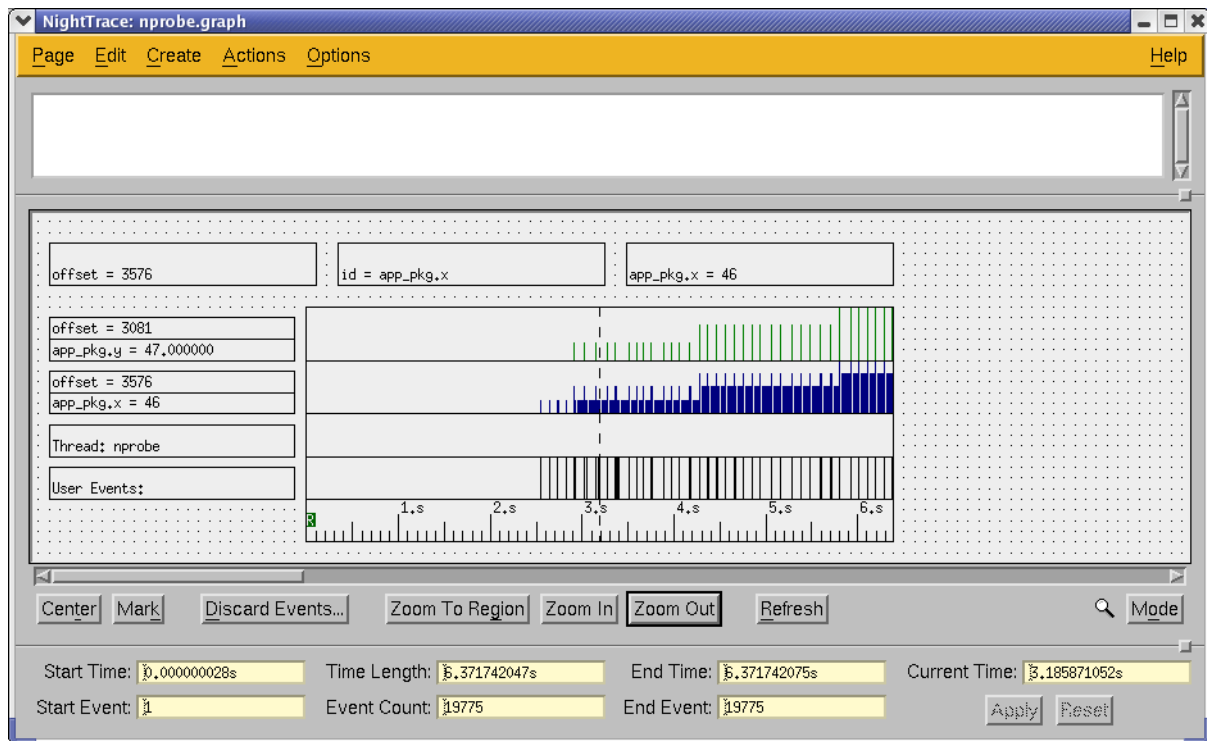 NightTrace: nprobe.graph
Page Edit Create Actions Options Help
offset = 3576 id = app_pkg.x app_pkg.x = 46
offset = 3081
app_pkg.y = 47.000000
offset = 3576
app_pkg.x = 46
Thread: nprobe
User Events:
1.s 2.s 3.s 4.s 5.s 6.s
R
Center Mark Discard Events... Zoom To Region Zoom In Zoom Out Refresh Mode
Start Time: 0.000000028s Time Length: 6.371742047s End Time: 6.371742075s Current Time: 3.185871052s
Start Event: 1 Event Count: 19775 End Event: 19775 Apply Reset